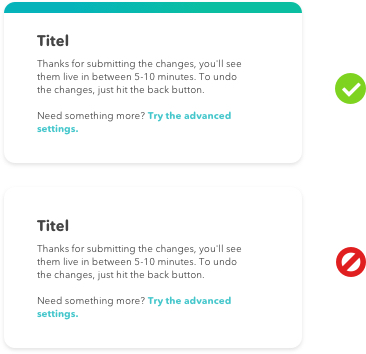 Titel
Thanks for submitting the changes, you'll see
them live in between 5-10 minutes. To undo
the changes, just hit the back button.
Need something more? Try the advanced
settings.
Titel
Thanks for submitting the changes, you'll see
them live in between 5-10 minutes. To undo
the changes, just hit the back button.
Need something more? Try the advanced
settings.